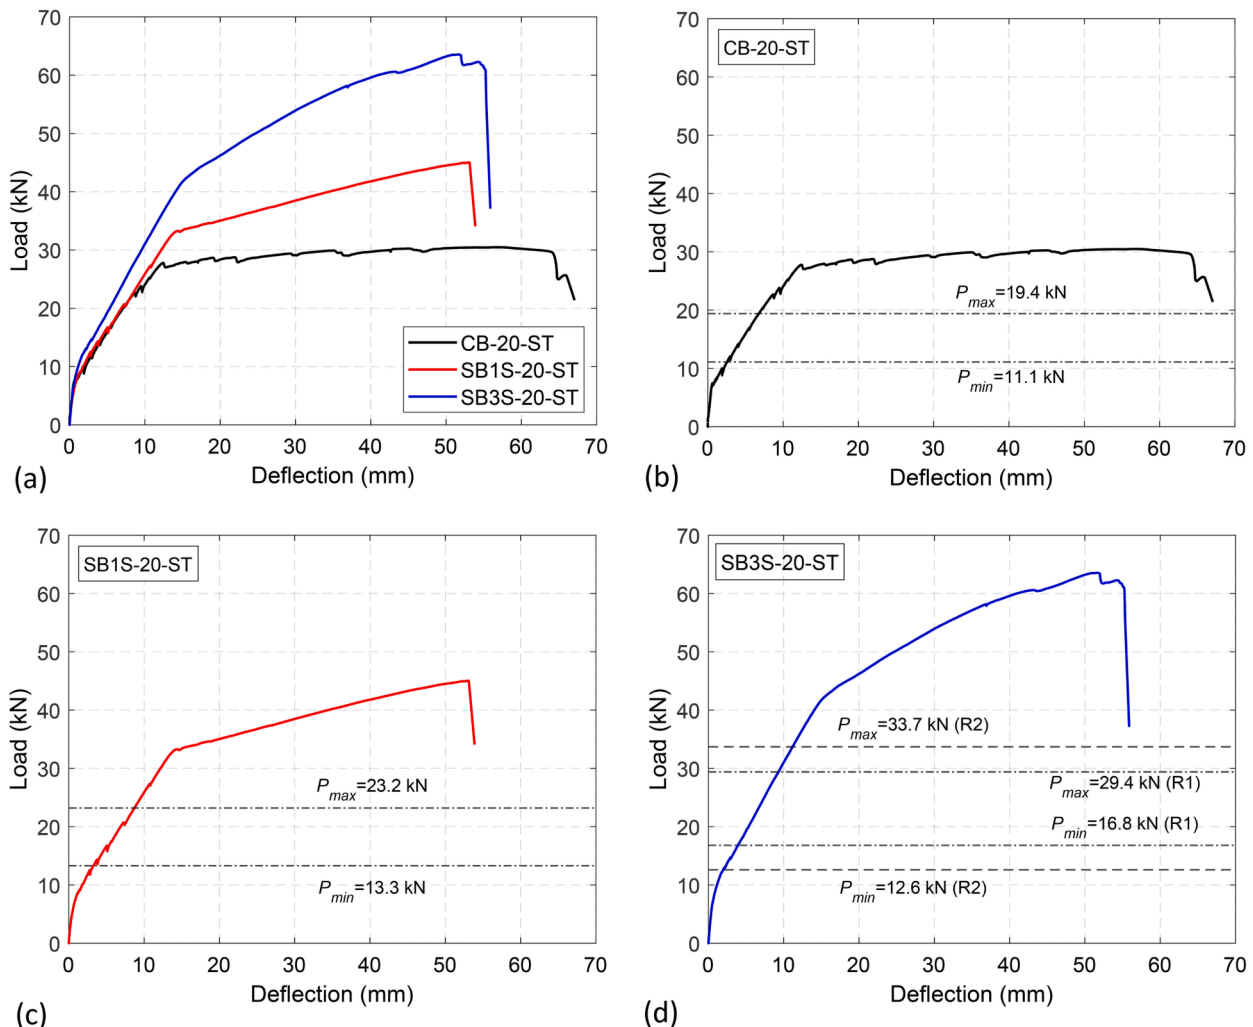 70
60
50
40
30
20
10
0
Load (kN)
CB-20-ST
SB1S-20-ST
SB3S-20-ST
0 10 20 30 40 50 60 70
Deflection (mm)
(a)
CB-20-ST
70
60
50
40
30
20
10
0
Load (kN)
Pmax=19.4 kN
Pmin=11.1 kN
0 10 20 30 40 50 60 70
Deflection (mm)
(b)
SB1S-20-ST
70
60
50
40
30
20
10
0
Load (kN)
Pmax=23.2 kN
Pmin=13.3 kN
0 10 20 30 40 50 60 70
Deflection (mm)
(c)
SB3S-20-ST
70
60
50
40
30
20
10
0
Load (kN)
Pmax=33.7 kN (R2)
Pmax=29.4 kN (R1)
Pmin=16.8 kN (R1)
Pmin=12.6 kN (R2)
0 10 20 30 40 50 60 70
Deflection (mm)
(d)